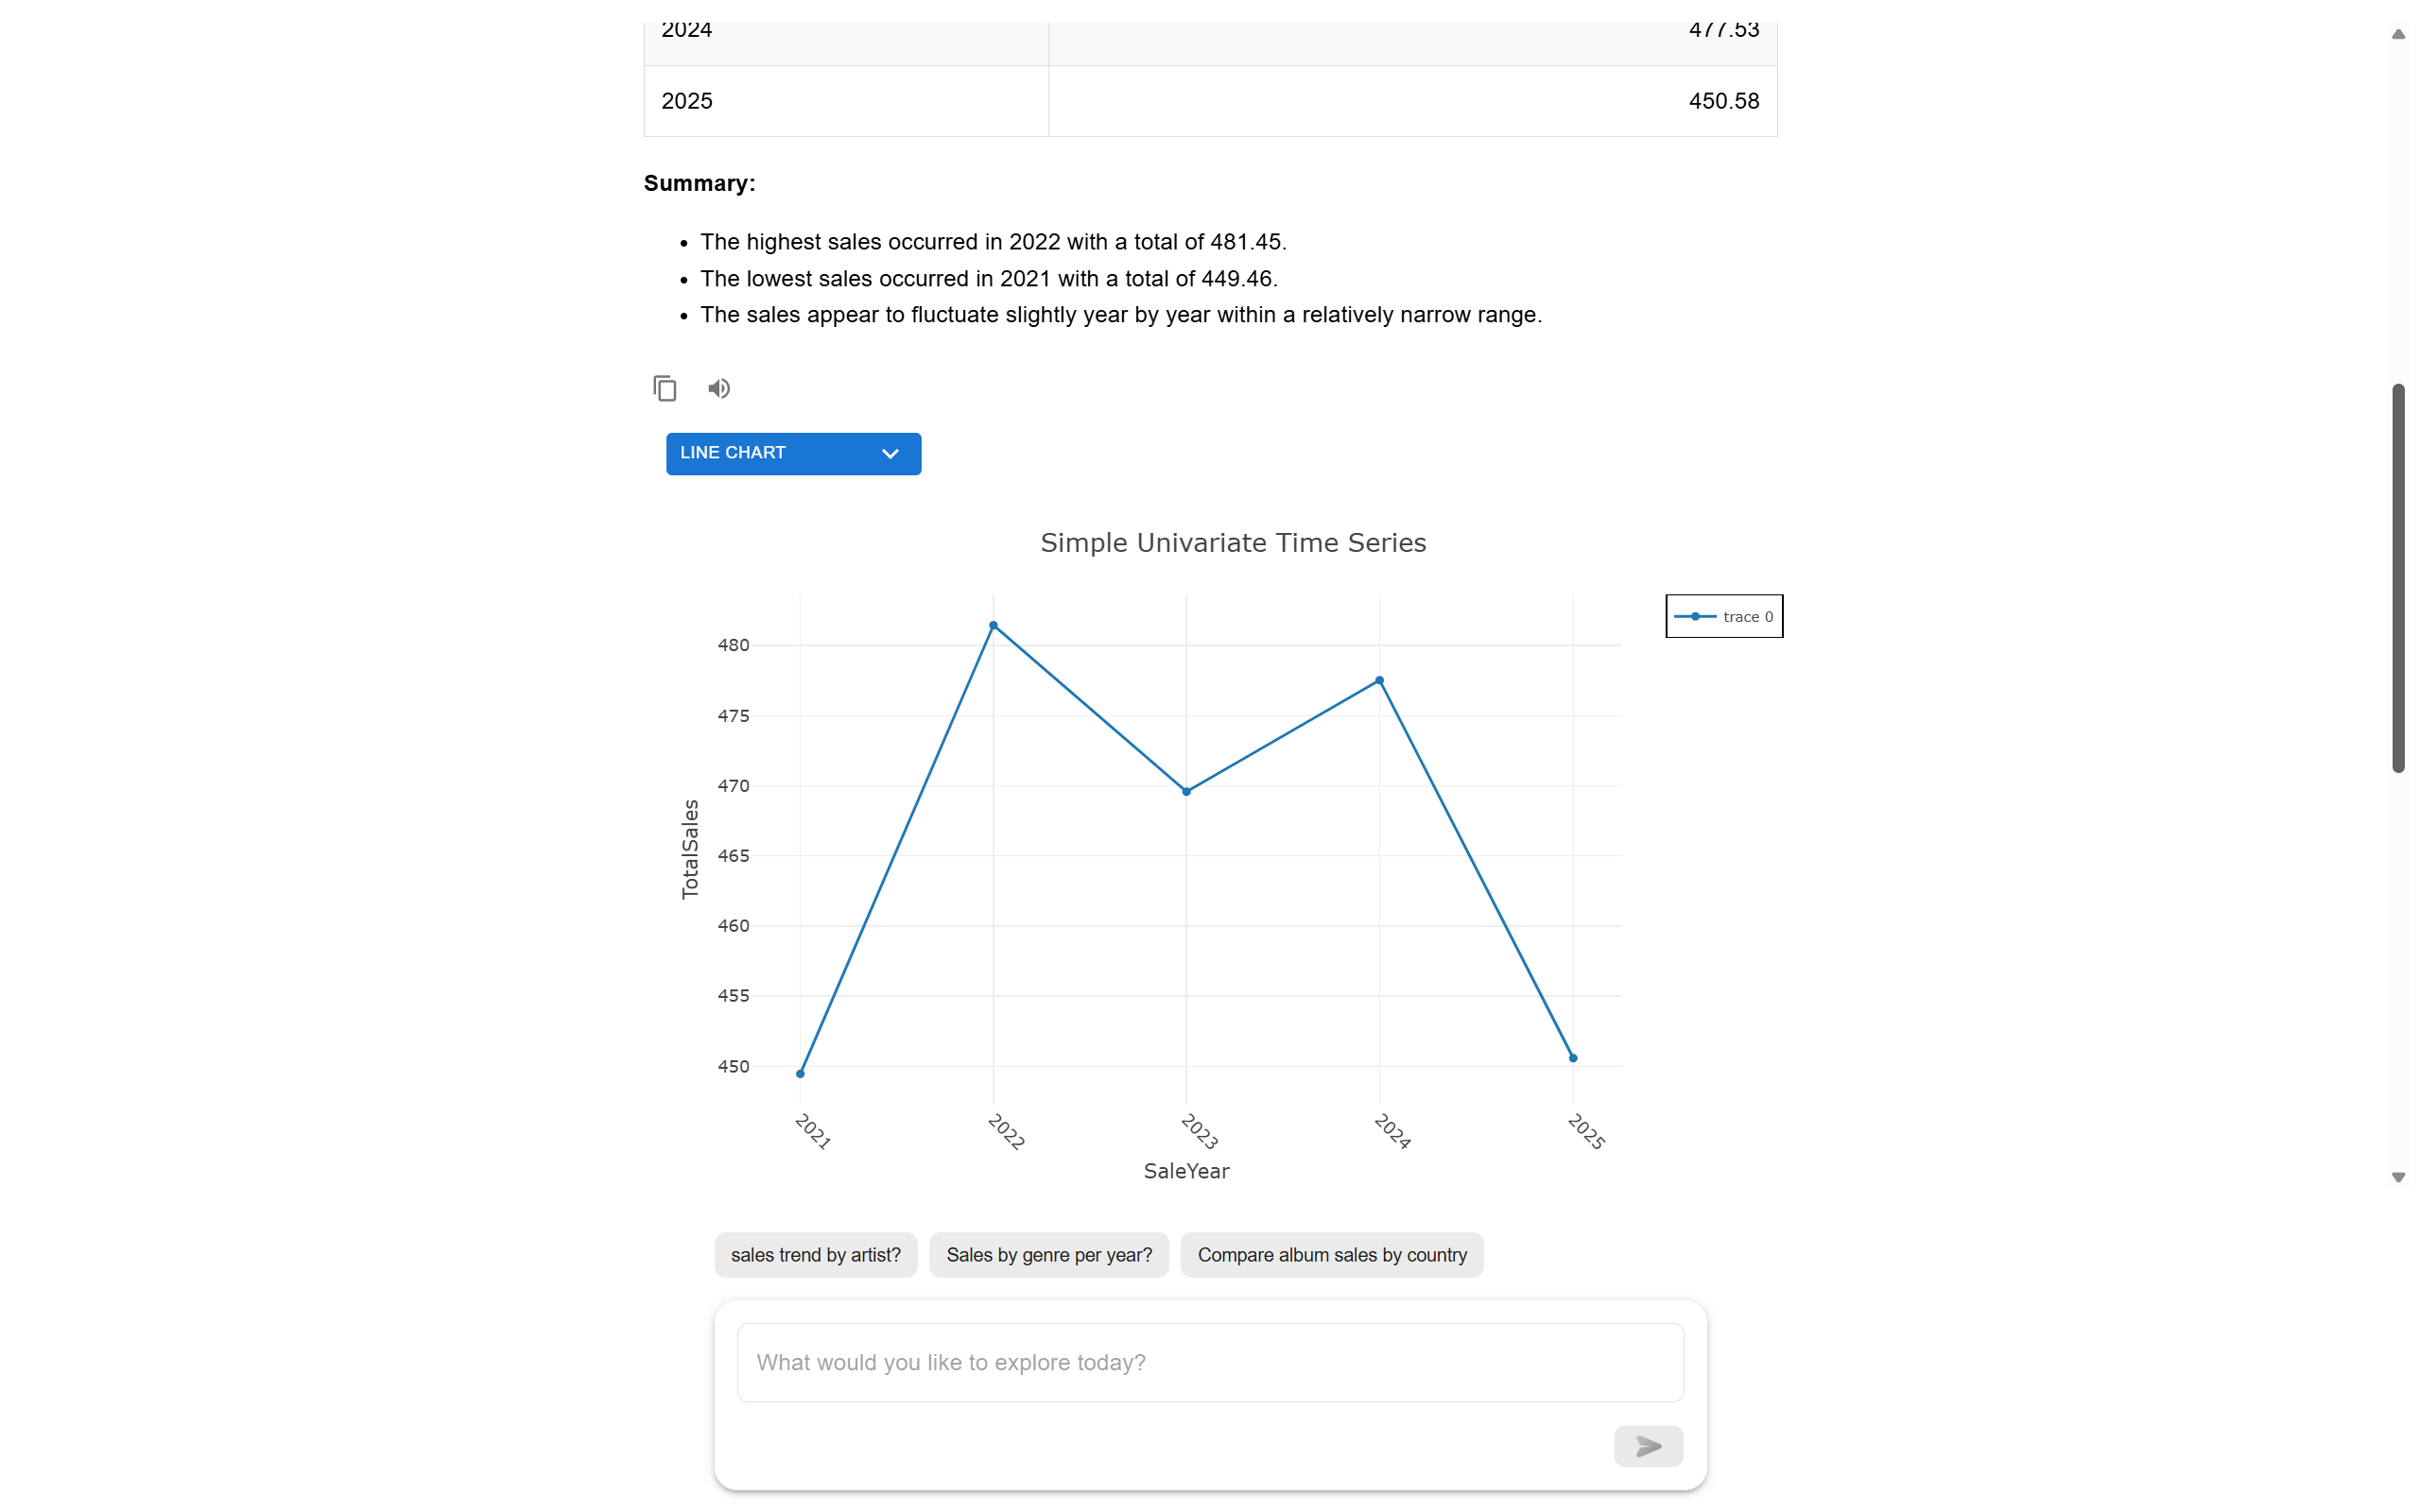 2024 477.53
2025 450.58
Summary:
• The highest sales occurred in 2022 with a total of 481.45.
• The lowest sales occurred in 2021 with a total of 449.46.
• The sales appear to fluctuate slightly year by year within a relatively narrow range.
LINE CHART
Simple Univariate Time Series
trace 0
480
475
470
465
460
455
450
TotalSales
2021 2022 2023 2024 2025
SaleYear
sales trend by artist? Sales by genre per year? Compare album sales by country
What would you like to explore today?